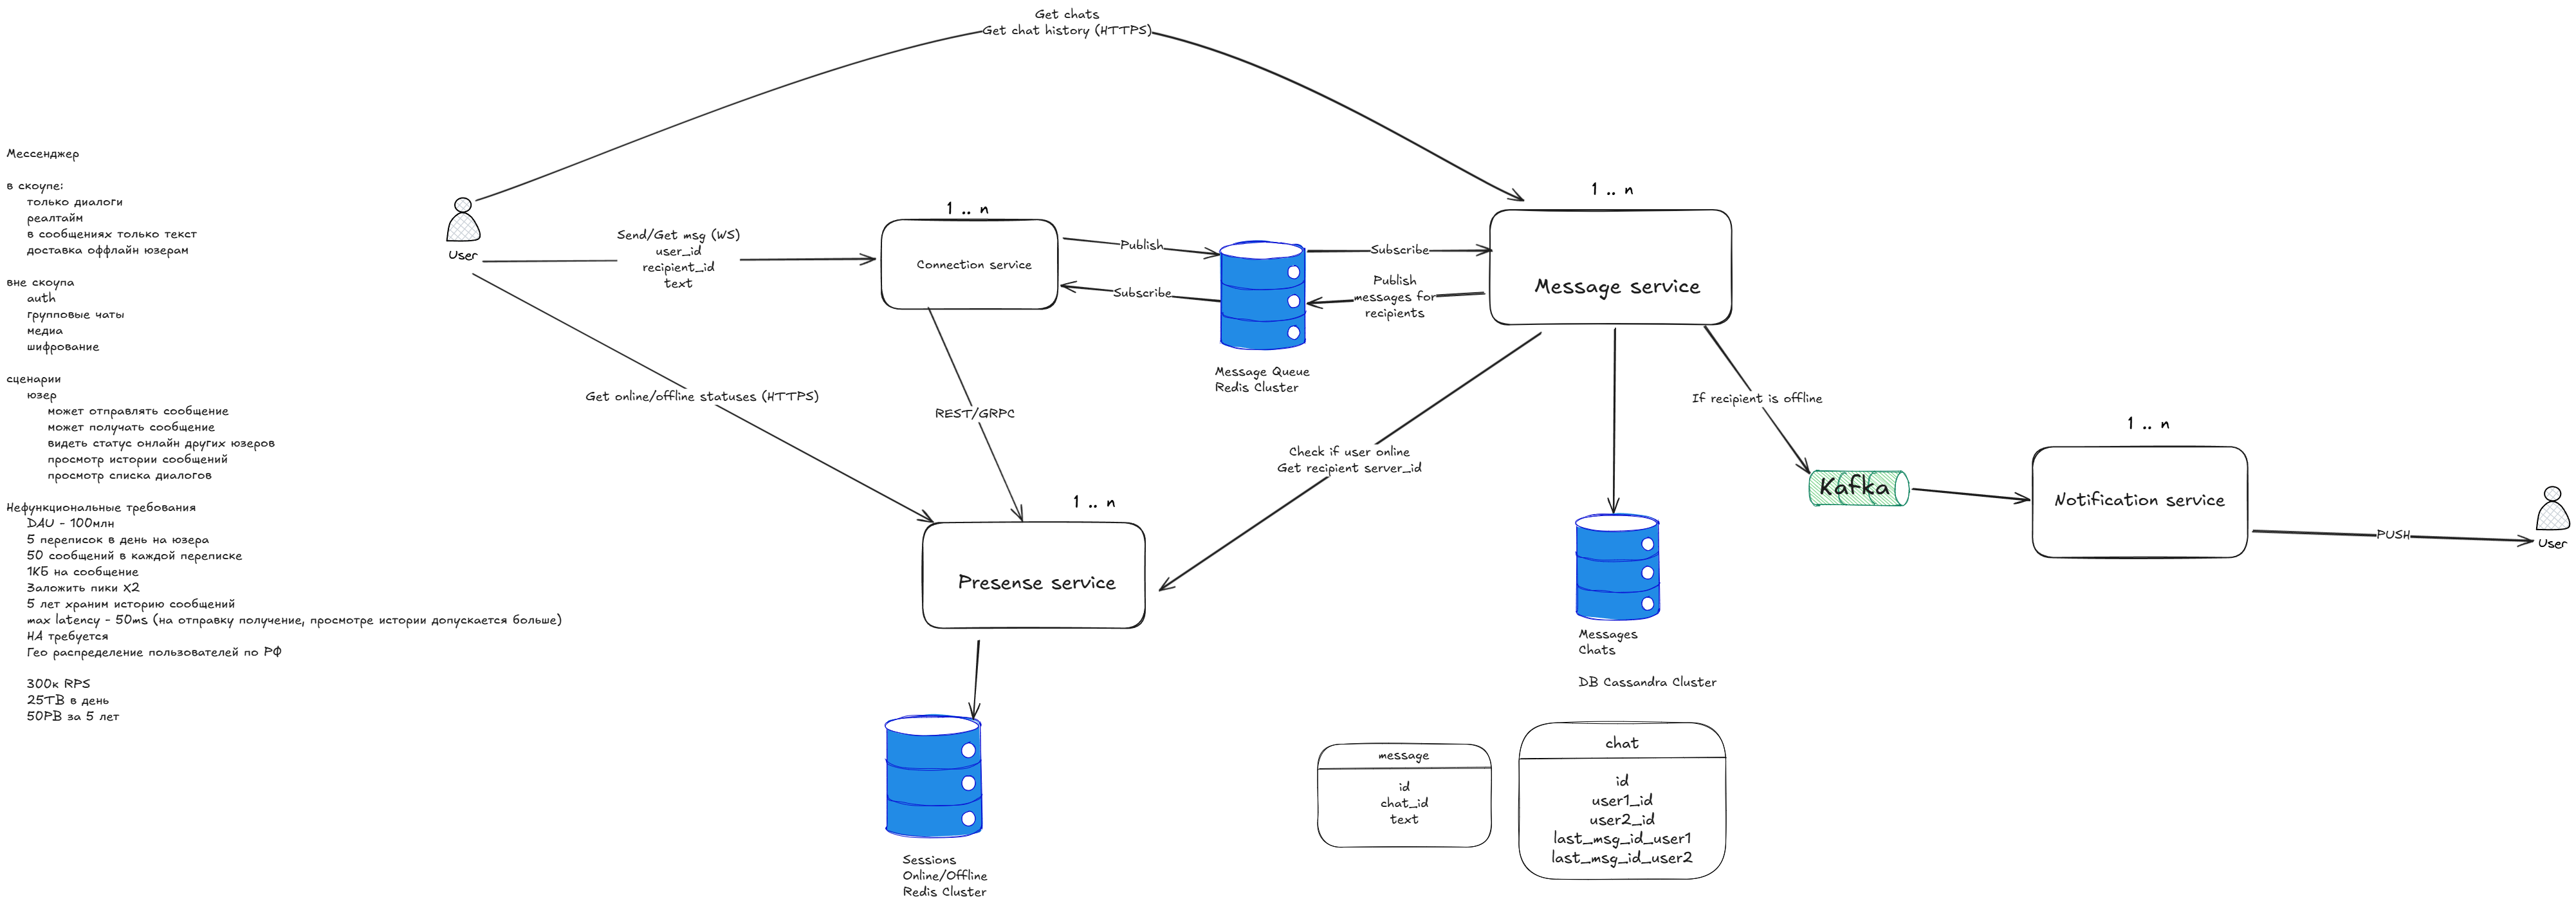 Get chats
Get chat history (HTTPS)
Мессенджер
в скоупе:
только диалоги
реалтайм
в сообщениях только текст
доставка оффлайн юзерам
вне скоупа
auth
групповые чаты
медиа
шифрование
сценарии
юзер
может отправлять сообщение
может получать сообщение
видеть статус онлайн других юзеров
просмотр истории сообщений
просмотр списка диалогов
Нефункциональные требования
DAU - 100млн
5 переписок в день на юзера
50 сообщений в каждой переписке
1КБ на сообщение
Заложить пики X2
5 лет храним историю сообщений
max latency - 50ms (на отправку получение, просмотре истории допускается больше)
HA требуется
Гео распределение пользователей по РФ
300к RPS
25TB в день
50PB за 5 лет
User
Send/Get msg (WS)
user_id
recipient_id
text
1 .. n
Connection service
Publish
Subscribe
Message Queue
Redis Cluster
Subscribe
Publish
messages for
recipients
1 .. n
Message service
Get online/offline statuses (HTTPS)
REST/GRPC
Check if user online
Get recipient server_id
If recipient is offline
1 .. n
Presense service
Sessions
Online/Offline
Redis Cluster
Messages
Chats
DB Cassandra Cluster
message
id
chat_id
text
chat
id
user1_id
user2_id
last_msg_id_user1
last_msg_id_user2
Kafka
1 .. n
Notification service
PUSH
User